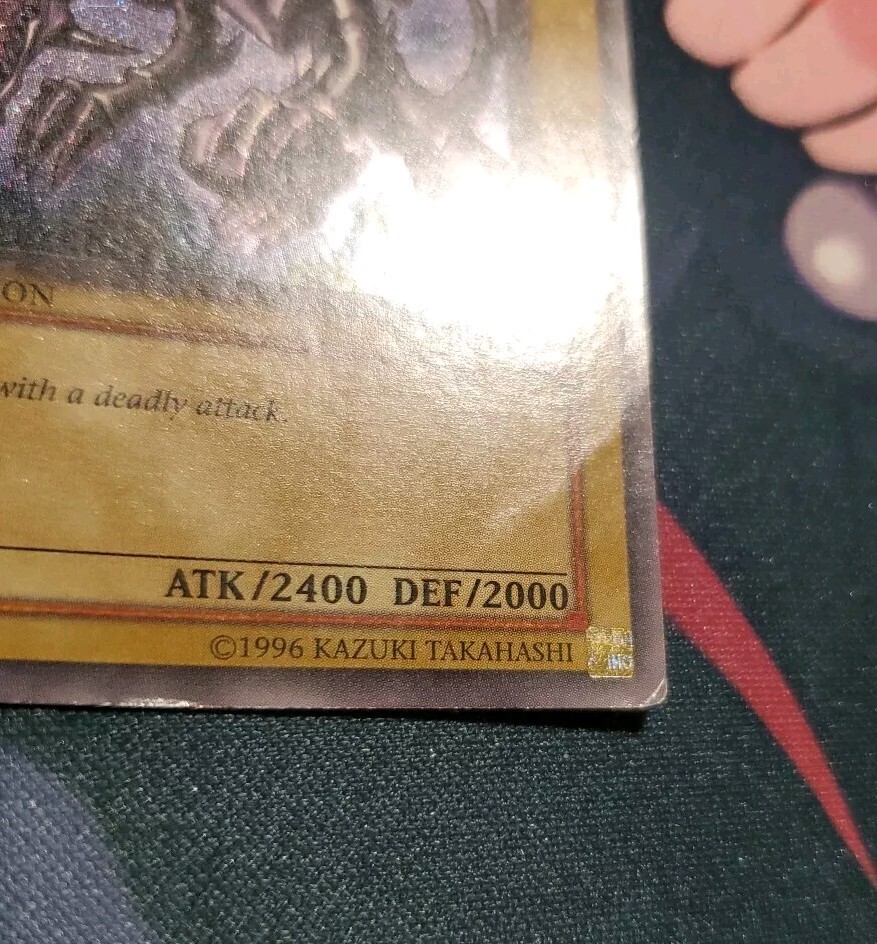 ON
with a deadly attack.
ATK/2400 DEF/2000
©1996 KAZUKI TAKAHASHI